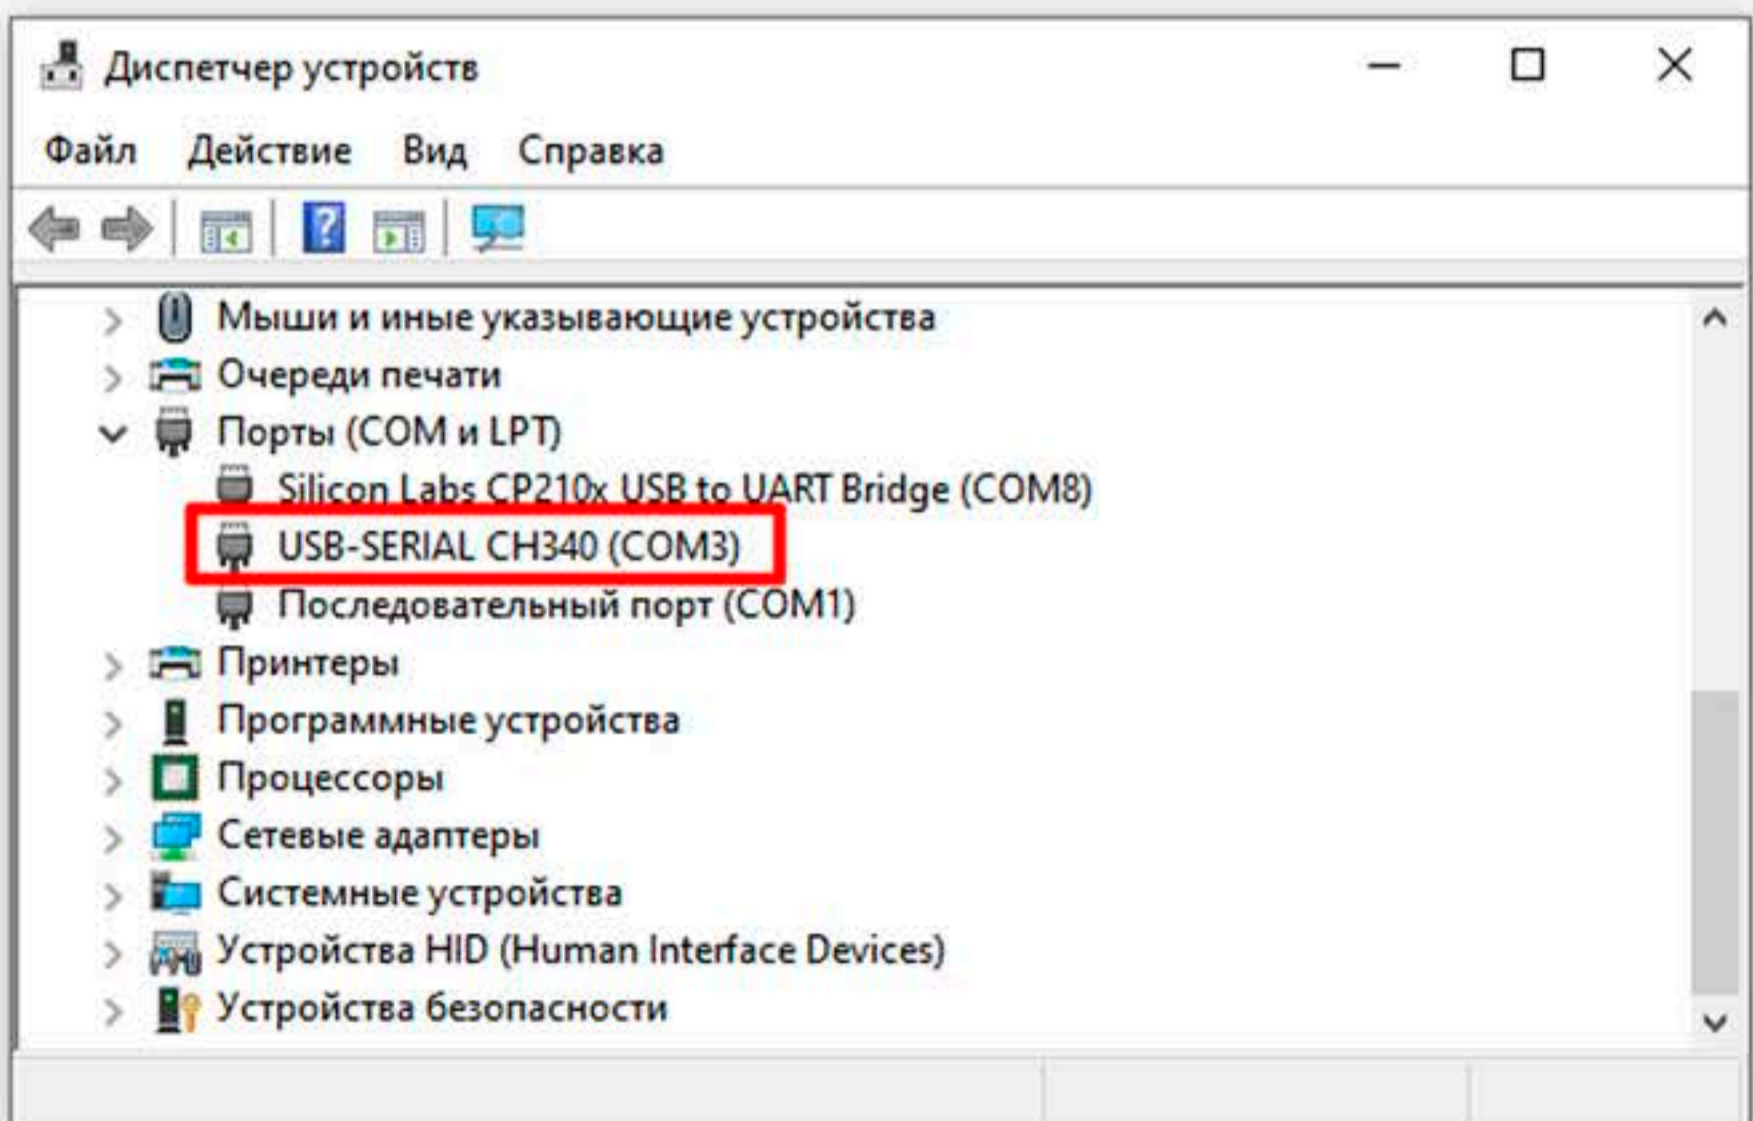 Диспетчер устройств
Файл Действие Вид Справка
Мыши и иные указывающие устройства
Очереди печати
Порты (COM и LPT)
Silicon Labs CP210x USB to UART Bridge (COM8)
USB-SERIAL CH340 (COM3)
Последовательный порт (COM1)
Принтеры
Программные устройства
Процессоры
Сетевые адаптеры
Системные устройства
Устройства HID (Human Interface Devices)
Устройства безопасности